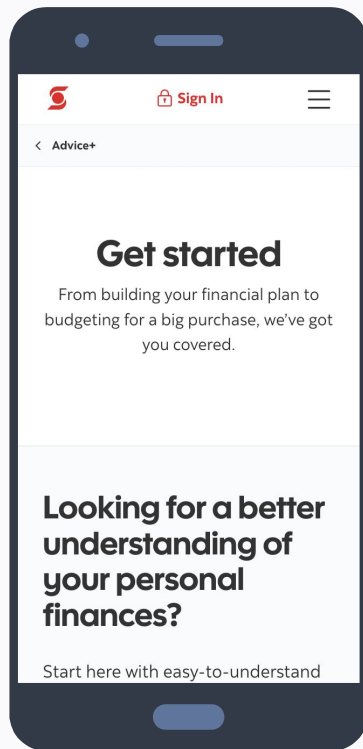 Sign In
Advice+
Get started
From building your financial plan to
budgeting for a big purchase, we’ve got
you covered.
Looking for a better
understanding of
your personal
finances?
Start here with easy-to-understand